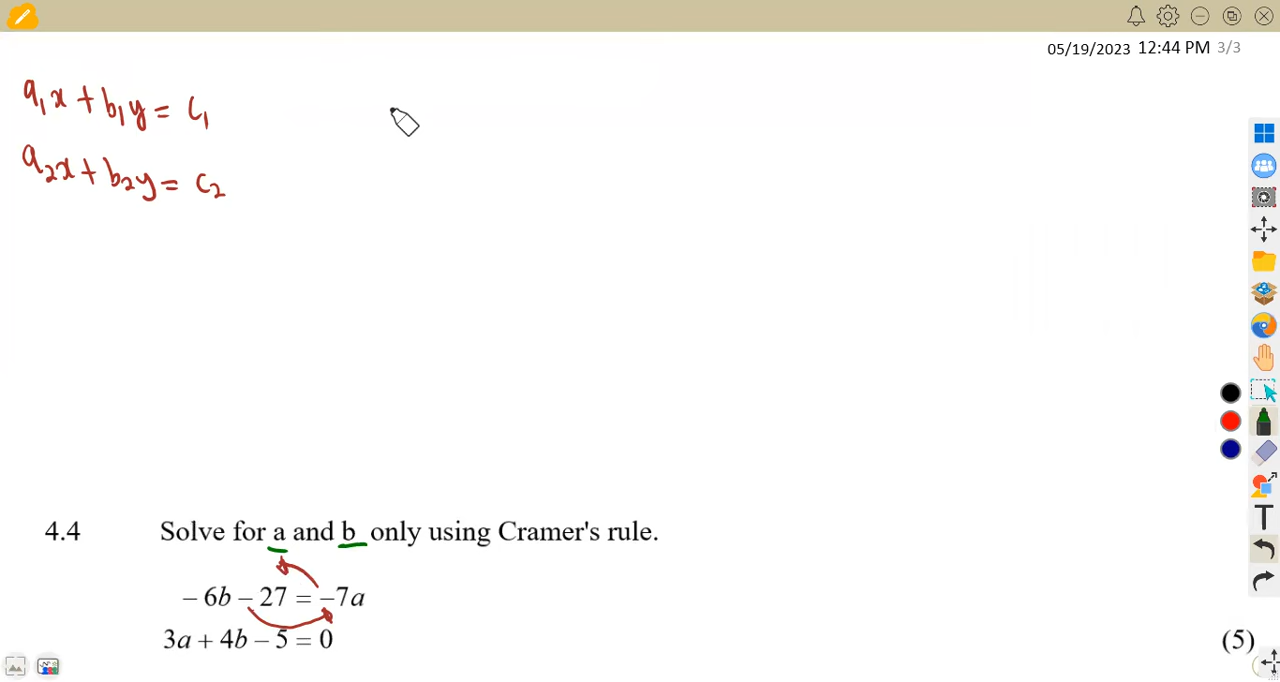 05/19/2023 12:44 PM 3/3
a₁x + b₁y = c₁
a₂x + b₂y = c₂
4.4 Solve for a and b only using Cramer's rule.
– 6b – 27 = –7a
3a + 4b – 5 = 0
(5)
T